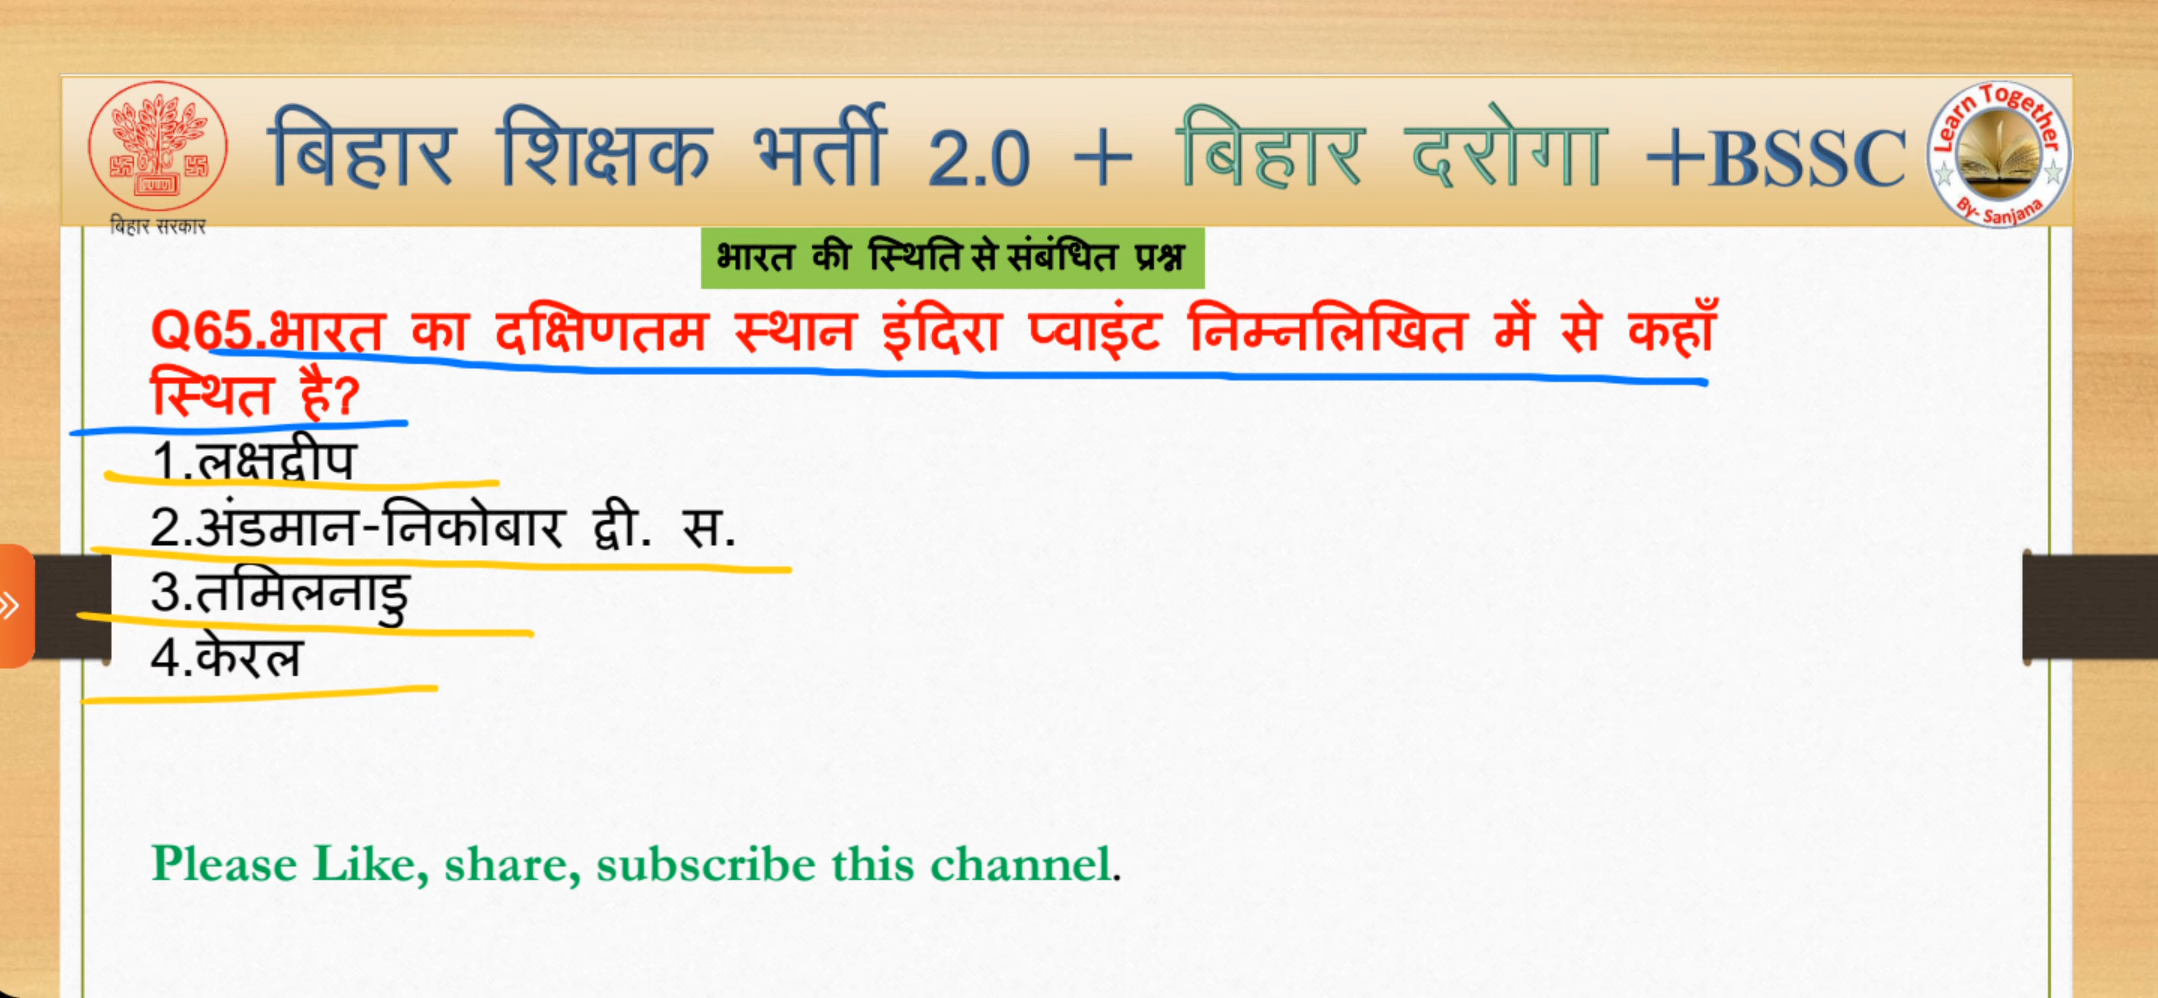 बिहार शिक्षक भर्ती 2.0 + बिहार दरोगा +BSSC
Learn Together
By- Sanjana
बिहार सरकार
भारत की स्थिति से संबंधित प्रश्न
Q65.भारत का दक्षिणतम स्थान इंदिरा प्वाइंट निम्नलिखित में से कहाँ
स्थित है?
1.लक्षद्वीप
2.अंडमान-निकोबार द्वी. स.
3.तमिलनाडु
4.केरल
Please Like, share, subscribe this channel.